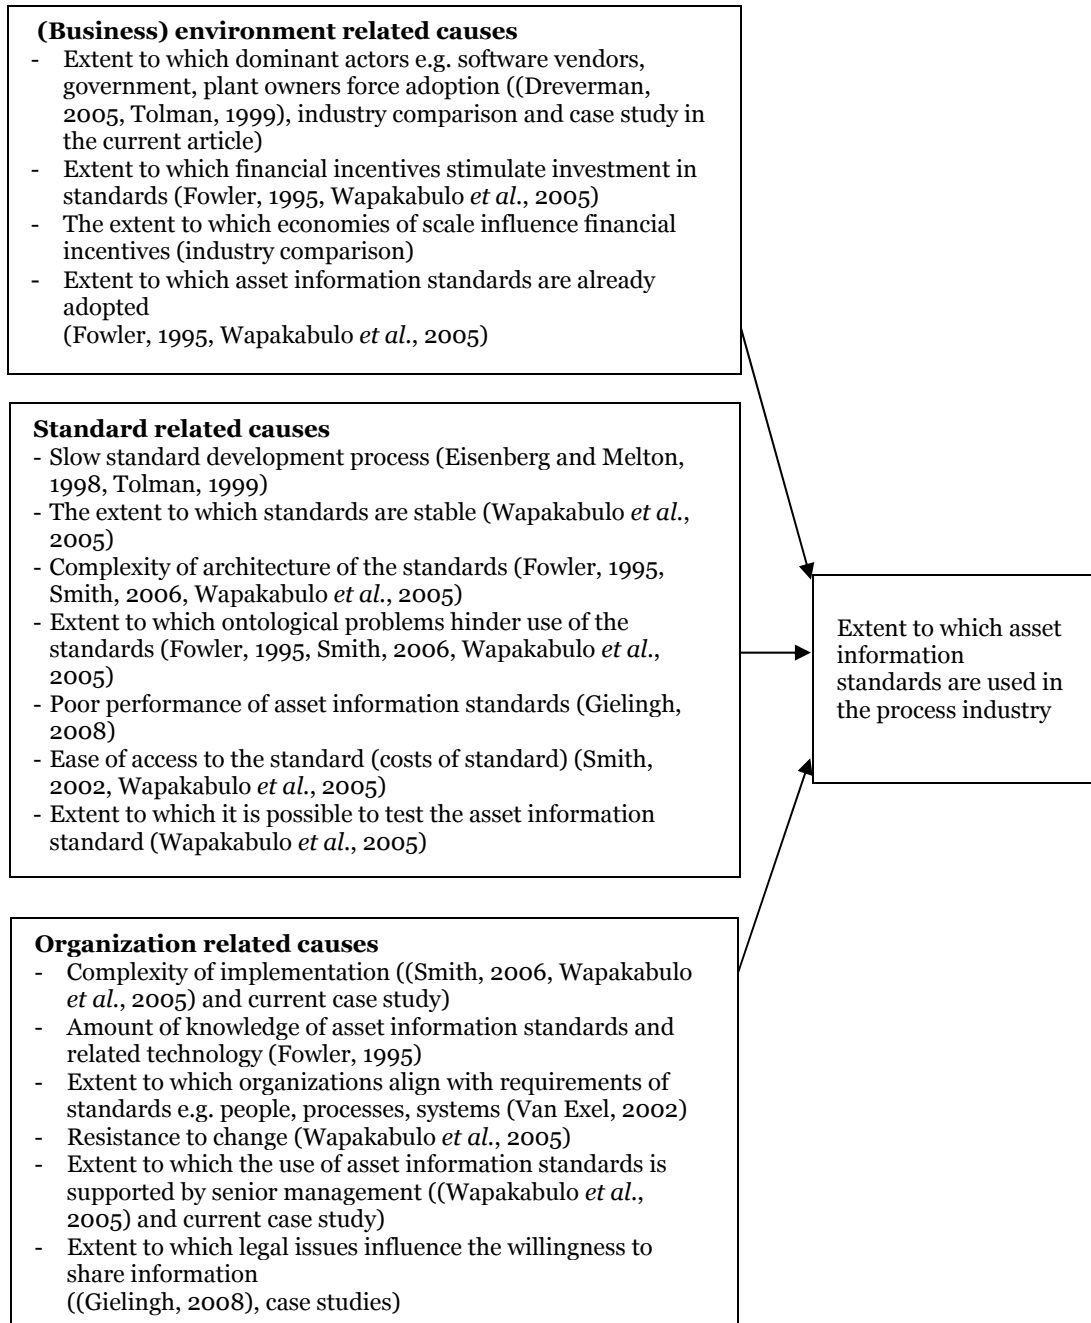 (Business) environment related causes
- Extent to which dominant actors e.g. software vendors,
government, plant owners force adoption ((Dreverman,
2005, Tolman, 1999), industry comparison and case study in
the current article)
- Extent to which financial incentives stimulate investment in
standards (Fowler, 1995, Wapakabulo et al., 2005)
- The extent to which economies of scale influence financial
incentives (industry comparison)
- Extent to which asset information standards are already
adopted
(Fowler, 1995, Wapakabulo et al., 2005)
Standard related causes
- Slow standard development process (Eisenberg and Melton,
1998, Tolman, 1999)
- The extent to which standards are stable (Wapakabulo et al.,
2005)
- Complexity of architecture of the standards (Fowler, 1995,
Smith, 2006, Wapakabulo et al., 2005)
- Extent to which ontological problems hinder use of the
standards (Fowler, 1995, Smith, 2006, Wapakabulo et al.,
2005)
- Poor performance of asset information standards (Gielingh,
2008)
- Ease of access to the standard (costs of standard) (Smith,
2002, Wapakabulo et al., 2005)
- Extent to which it is possible to test the asset information
standard (Wapakabulo et al., 2005)
Organization related causes
- Complexity of implementation ((Smith, 2006, Wapakabulo
et al., 2005) and current case study)
- Amount of knowledge of asset information standards and
related technology (Fowler, 1995)
- Extent to which organizations align with requirements of
standards e.g. people, processes, systems (Van Exel, 2002)
- Resistance to change (Wapakabulo et al., 2005)
- Extent to which the use of asset information standards is
supported by senior management ((Wapakabulo et al.,
2005) and current case study)
- Extent to which legal issues influence the willingness to
share information
((Gielingh, 2008), case studies)
Extent to which asset
information
standards are used in
the process industry